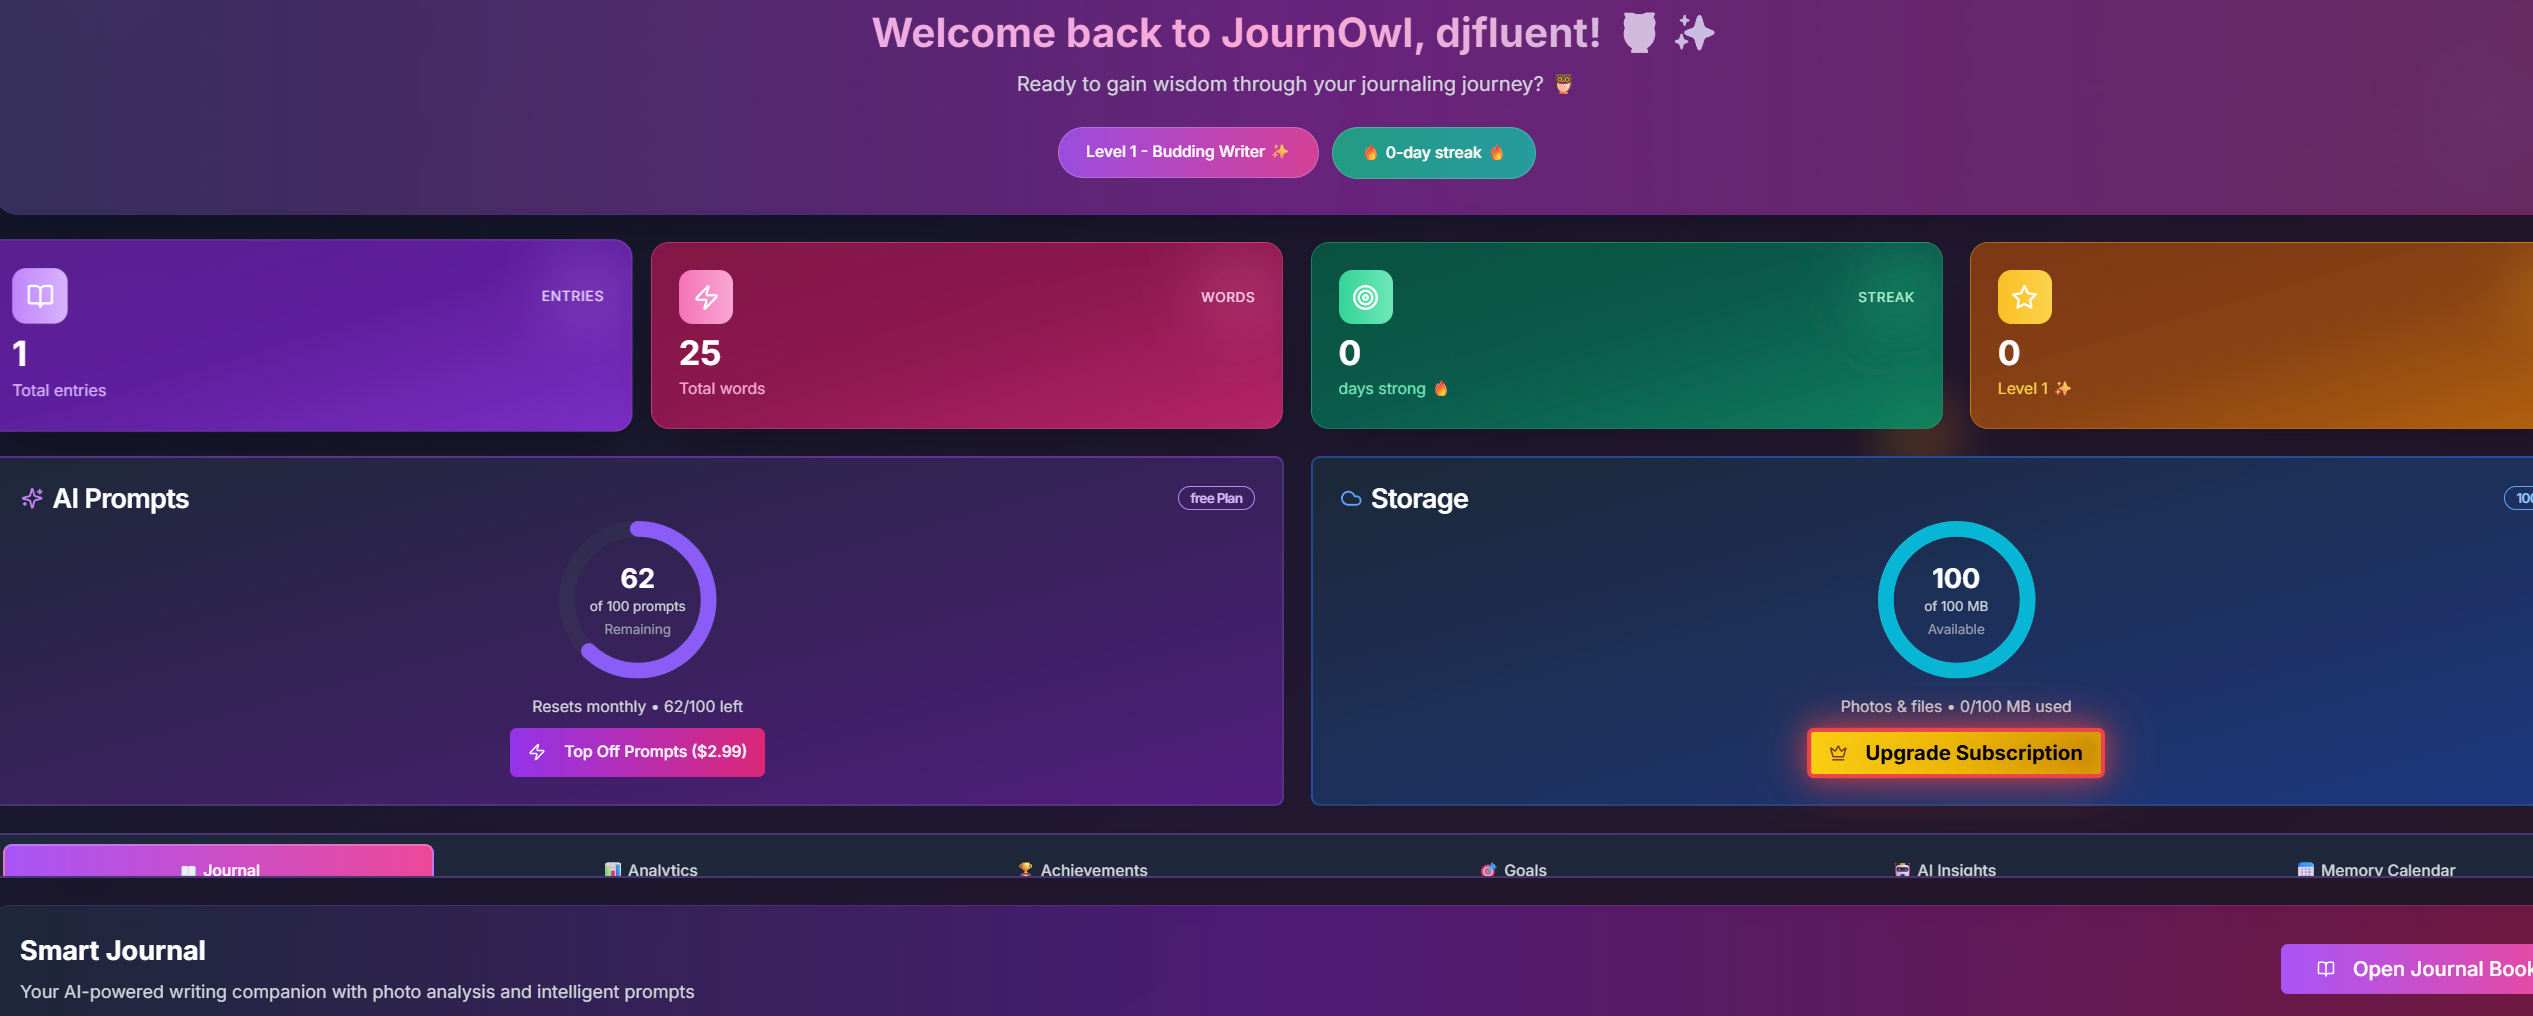 Welcome back to JournOwl, djfluent! 🦉 ✨
Ready to gain wisdom through your journaling journey? 🦉
Level 1 - Budding Writer ✨
🔥 0-day streak 🔥
ENTRIES
1
Total entries
WORDS
25
Total words
STREAK
0
days strong 🔥
0
Level 1 ✨
AI Prompts
free Plan
62
of 100 prompts
Remaining
Resets monthly • 62/100 left
Top Off Prompts ($2.99)
Storage
100
100
of 100 MB
Available
Photos & files • 0/100 MB used
Upgrade Subscription
📖 Journal
📊 Analytics
🏆 Achievements
🎯 Goals
🤖 AI Insights
📅 Memory Calendar
Smart Journal
Your AI-powered writing companion with photo analysis and intelligent prompts
Open Journal Book